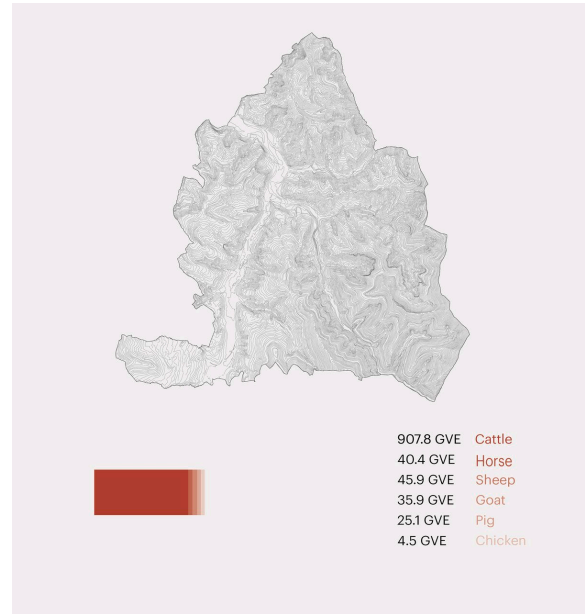 907.8 GVE Cattle
40.4 GVE Horse
45.9 GVE Sheep
35.9 GVE Goat
25.1 GVE Pig
4.5 GVE Chicken